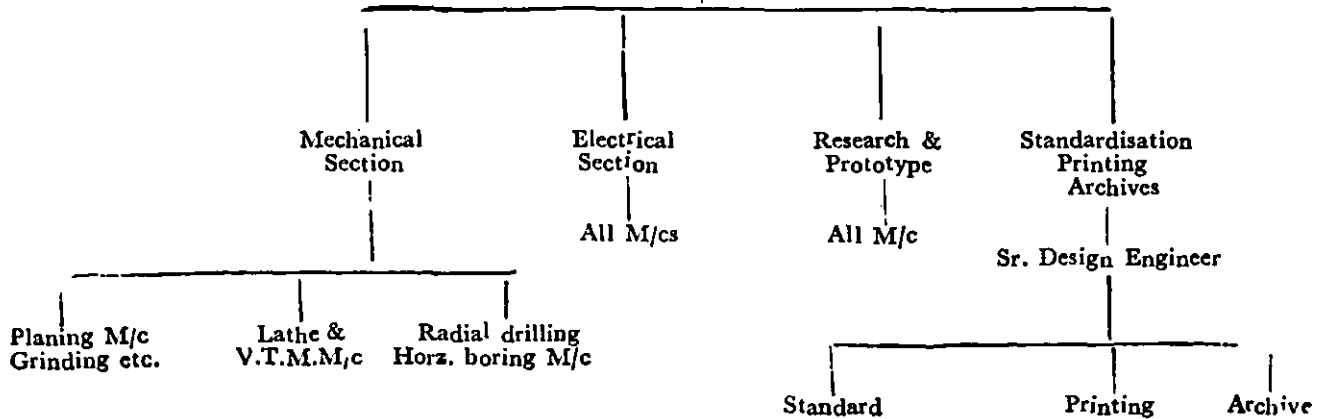 Mechanical
Section
Electrical
Section
Research &
Prototype
Standardisation
Printing
Archives
All M/cs
All M/c
Sr. Design Engineer
Planing M/c
Grinding etc.
Lathe &
V.T.M.M/c
Radial drilling
Horz. boring M/c
Standard
Printing
Archive